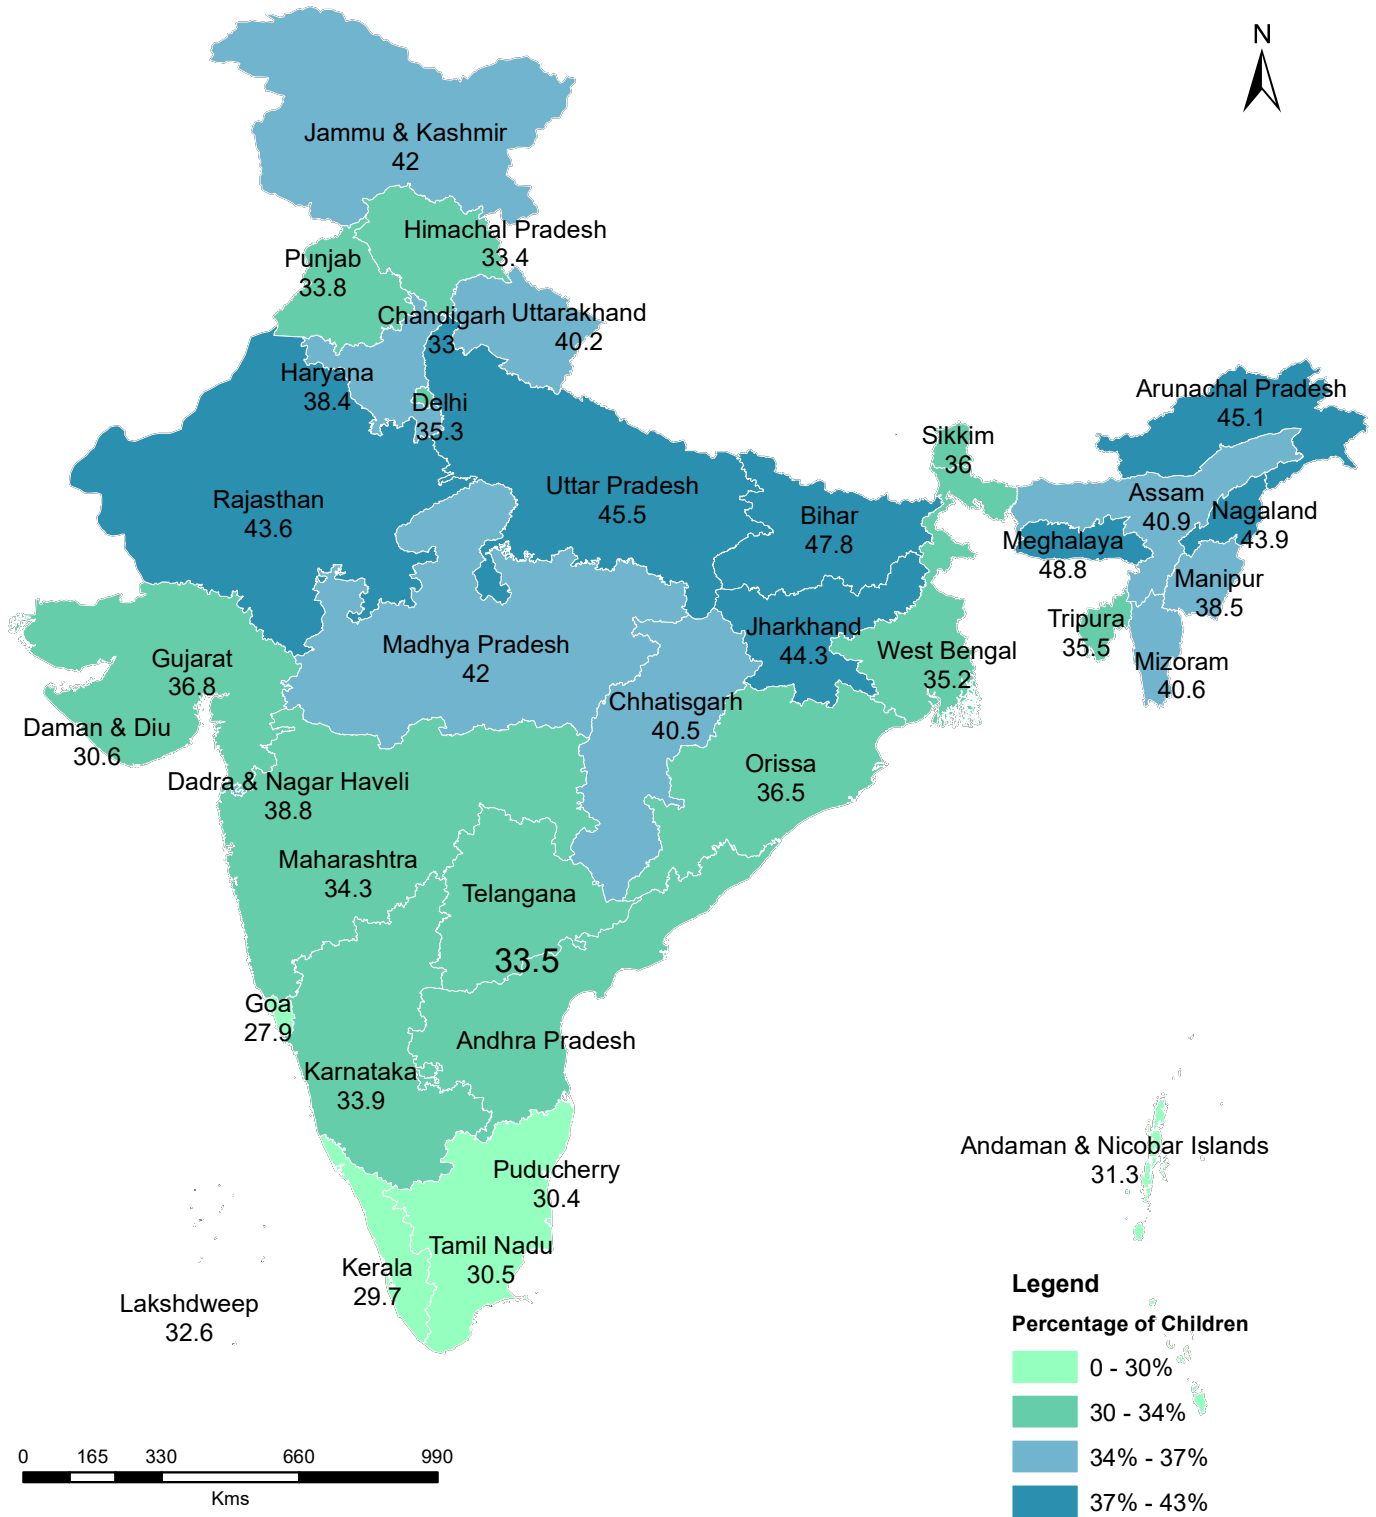 N
Jammu & Kashmir
42
Himachal Pradesh
33.4
Punjab
33.8
Chandigarh
33
Uttarakhand
40.2
Haryana
38.4
Delhi
35.3
Arunachal Pradesh
45.1
Sikkim
36
Rajasthan
43.6
Uttar Pradesh
45.5
Bihar
47.8
Assam
40.9
Nagaland
43.9
Meghalaya
48.8
Manipur
38.5
Tripura
35.5
Mizoram
40.6
Jharkhand
44.3
West Bengal
35.2
Madhya Pradesh
42
Gujarat
36.8
Chhatisgarh
40.5
Daman & Diu
30.6
Dadra & Nagar Haveli
38.8
Orissa
36.5
Maharashtra
34.3
Telangana
33.5
Goa
27.9
Andhra Pradesh
Karnataka
33.9
Andaman & Nicobar Islands
31.3
Puducherry
30.4
Tamil Nadu
30.5
Kerala
29.7
Lakshdweep
32.6
Legend
Percentage of Children
0 - 30%
30 - 34%
34% - 37%
37% - 43%
0 165 330 660 990
Kms